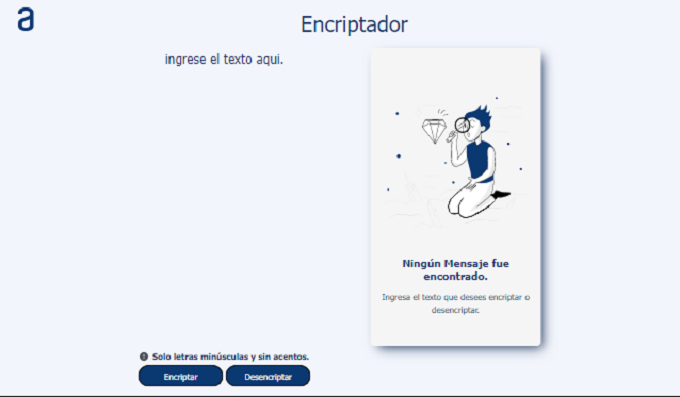 a
Encriptador
ingrese el texto aqui.
Ningún Mensaje fue
encontrado.
Ingresa el texto que desees encriptar o
desencriptar.
Solo letras minúsculas y sin acentos.
Encriptar
Desencriptar